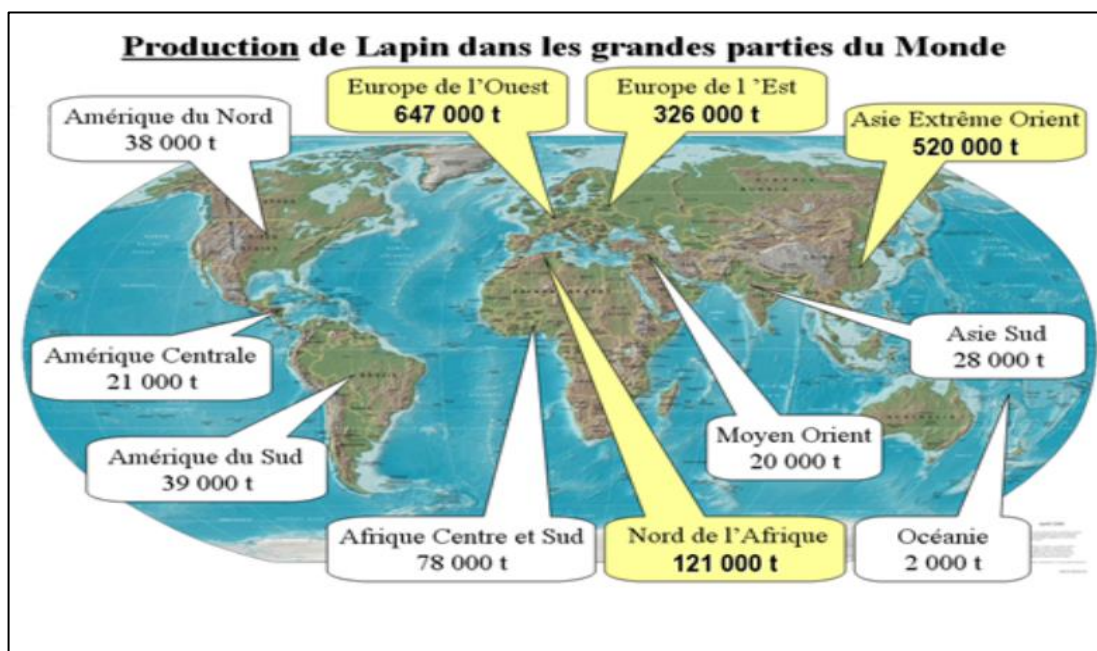 Production de Lapin dans les grandes parties du Monde
Europe de l'Ouest
647 000 t
Europe de l 'Est
326 000 t
Amérique du Nord
38 000 t
Asie Extrême Orient
520 000 t
Amérique Centrale
21 000 t
Asie Sud
28 000 t
Amérique du Sud
39 000 t
Moyen Orient
20 000 t
Afrique Centre et Sud
78 000 t
Nord de l'Afrique
121 000 t
Océanie
2 000 t